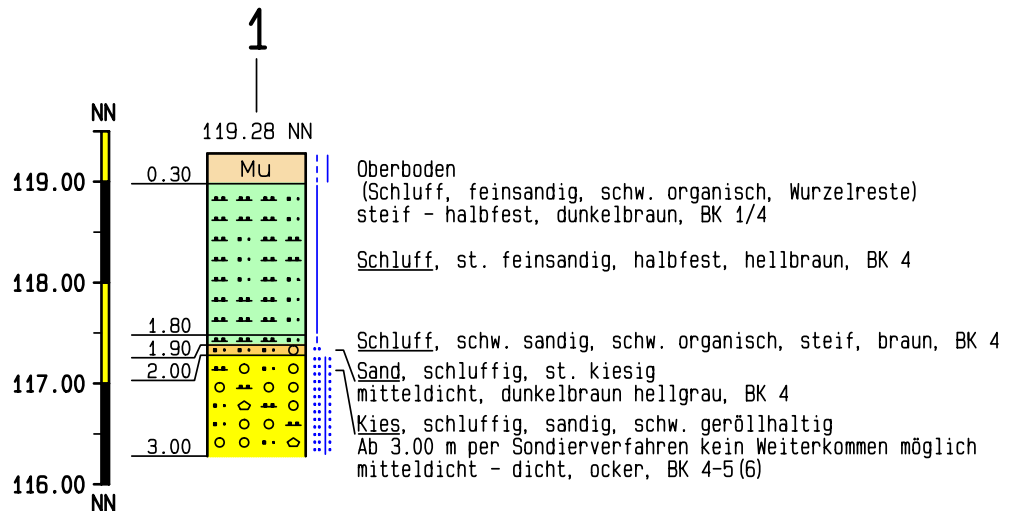 1
NN
119.28 NN
Mu
0.30
119.00
Oberboden
(Schluff, feinsandig, schw. organisch, Wurzelreste)
steif - halbfest, dunkelbraun, BK 1/4
Schluff, st. feinsandig, halbfest, hellbraun, BK 4
118.00
1.80
Schluff, schw. sandig, schw. organisch, steif, braun, BK 4
1.90
2.00
117.00
Sand, schluffig, st. kiesig
mitteldicht, dunkelbraun hellgrau, BK 4
Kies, schluffig, sandig, schw. geröllhaltig
Ab 3.00 m per Sondierverfahren kein Weiterkommen möglich
mitteldicht - dicht, ocker, BK 4-5(6)
3.00
116.00
NN